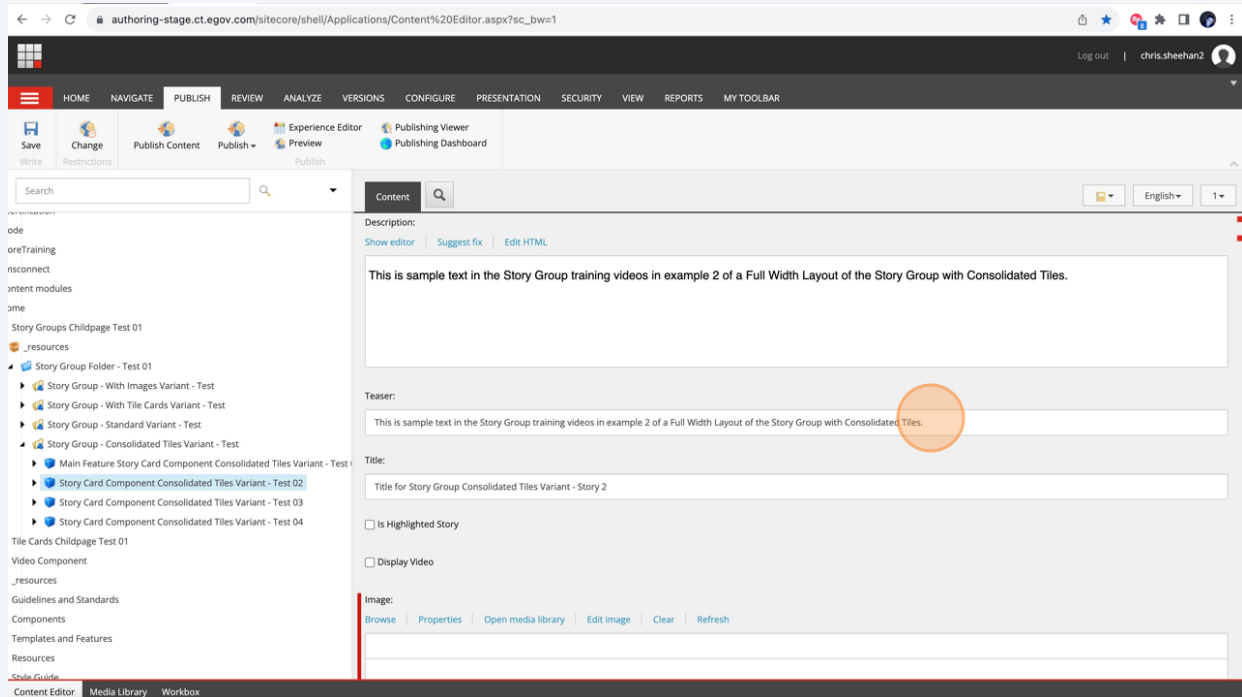 authoring-stage.ct.egov.com/sitecore/shell/Applications/Content%20Editor.aspx?sc_bw=1
Log out | chris.sheehan2
HOME NAVIGATE PUBLISH REVIEW ANALYZE VERSIONS CONFIGURE PRESENTATION SECURITY VIEW REPORTS MY TOOLBAR
Save
Write
Change
Restrictions
Publish Content
Publish
Experience Editor
Preview
Publishing Viewer
Publishing Dashboard
Publish
Search
ode
oreTraining
nsconnect
ontent modules
ome
Story Groups Childpage Test 01
_resources
Story Group Folder - Test 01
Story Group - With Images Variant - Test
Story Group - With Tile Cards Variant - Test
Story Group - Standard Variant - Test
Story Group - Consolidated Tiles Variant - Test
Main Feature Story Card Component Consolidated Tiles Variant - Test
Story Card Component Consolidated Tiles Variant - Test 02
Story Card Component Consolidated Tiles Variant - Test 03
Story Card Component Consolidated Tiles Variant - Test 04
Tile Cards Childpage Test 01
Video Component
_resources
Guidelines and Standards
Components
Templates and Features
Resources
Style Guide
Content
English
1
Description:
Show editor Suggest fix Edit HTML
This is sample text in the Story Group training videos in example 2 of a Full Width Layout of the Story Group with Consolidated Tiles.
Teaser:
This is sample text in the Story Group training videos in example 2 of a Full Width Layout of the Story Group with Consolidated Tiles.
Title:
Title for Story Group Consolidated Tiles Variant - Story 2
Is Highlighted Story
Display Video
Image:
Browse Properties Open media library Edit image Clear Refresh
Content Editor Media Library Workbox